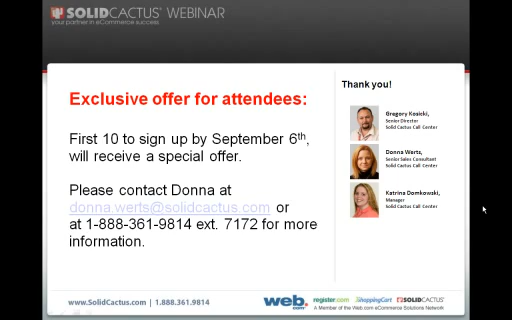 SOLIDCACTUS WEBINAR
your partner in eCommerce success
Exclusive offer for attendees:
First 10 to sign up by September 6th,
will receive a special offer.
Please contact Donna at
donna.werts@solidcactus.com or
at 1-888-361-9814 ext. 7172 for more
information.
Thank you!
Gregory Kosicki,
Senior Director
Solid Cactus Call Center
Donna Werts,
Senior Sales Consultant
Solid Cactus Call Center
Katrina Domkowski,
Manager
Solid Cactus Call Center
www.SolidCactus.com | 1.888.361.9814
web.com register.com ShoppingCart SOLIDCACTUS
A Member of the Web.com eCommerce Solutions Network